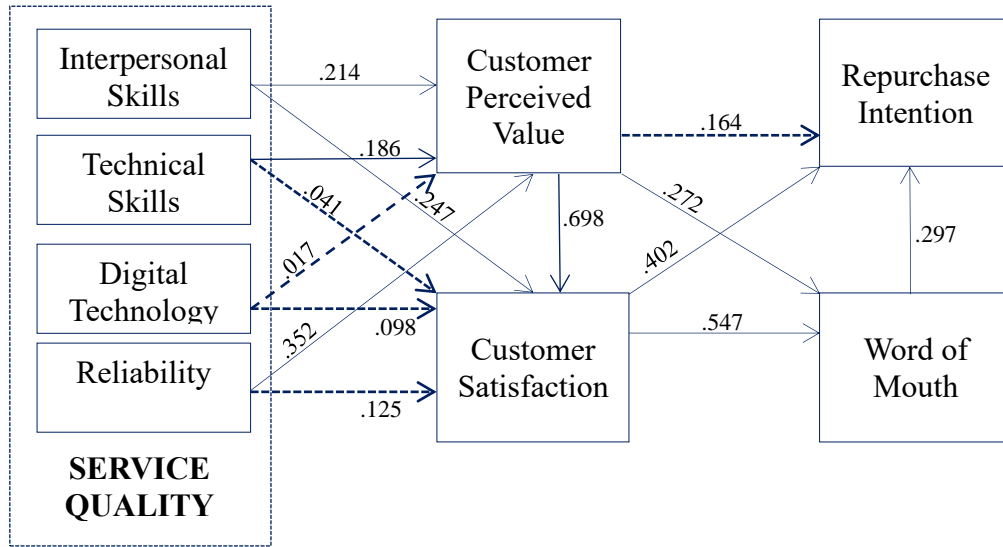 Interpersonal
Skills
Technical
Skills
Digital
Technology
Reliability
SERVICE
QUALITY
.214
.186
.041
.247
.017
.098
.352
.125
Customer
Perceived
Value
.698
Customer
Satisfaction
.164
.272
.402
.547
Repurchase
Intention
.297
Word of
Mouth